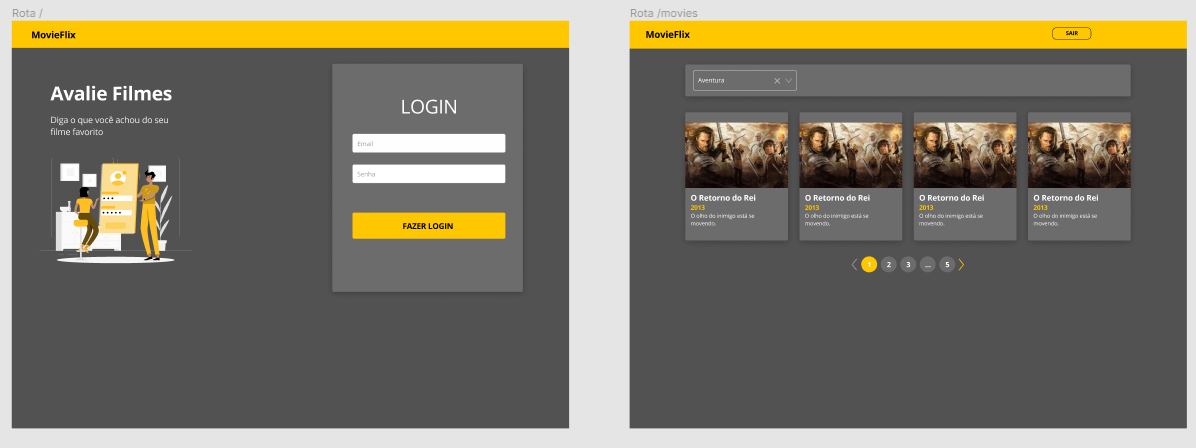 Rota /
MovieFlix
Avalie Filmes
Diga o que você achou do seu
filme favorito
LOGIN
Email
Senha
FAZER LOGIN
Rota /movies
MovieFlix
SAIR
Aventura
O Retorno do Rei
2013
O olho do inimigo está se
movendo.
O Retorno do Rei
2013
O olho do inimigo está se
movendo.
O Retorno do Rei
2013
O olho do inimigo está se
movendo.
O Retorno do Rei
2013
O olho do inimigo está se
movendo.
1 2 3 ... 5